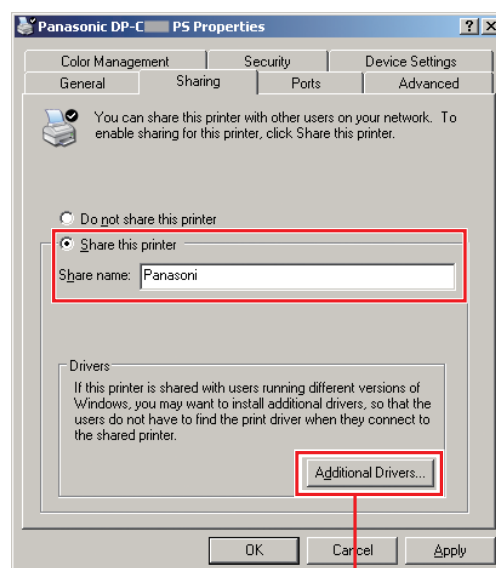 Panasonic DP-C PS Properties
Color Management Security Device Settings
General Sharing Ports Advanced
You can share this printer with other users on your network. To
enable sharing for this printer, click Share this printer.
Do not share this printer
Share this printer
Share name: Panasoni
Drivers
If this printer is shared with users running different versions of
Windows, you may want to install additional drivers, so that the
users do not have to find the print driver when they connect to
the shared printer.
Additional Drivers...
OK Cancel Apply